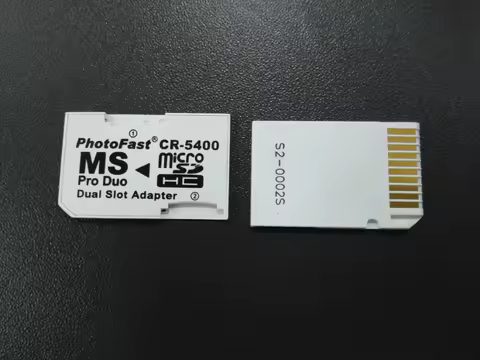 ①
PhotoFast® CR-5400
MS ◄ micro SD HC
Pro Duo
Dual Slot Adapter ②
S2-0002S